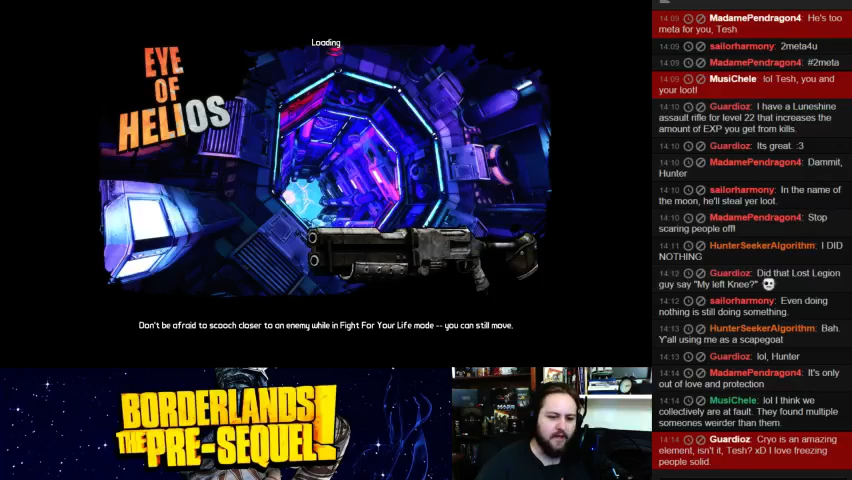 Loading
EYE
OF
HELIOS
Don't be afraid to scooch closer to an enemy while in Fight For Your Life mode -- you can still move.
BORDERLANDS
THE PRE-SEQUEL!
14:09 MadamePendragon4: He's too
meta for you, Tesh
14:09 sailorharmony: 2meta4u
14:09 MadamePendragon4: #2meta
14:09 MusiChele: lol Tesh, you and
your loot!
14:10 Guardioz: I have a Luneshine
assault rifle for level 22 that increases the
amount of EXP you get from kills.
14:10 Guardioz: Its great. :3
14:10 MadamePendragon4: Dammit,
Hunter
14:10 sailorharmony: In the name of
the moon, he'll steal yer loot.
14:10 MadamePendragon4: Stop
scaring people off!
14:11 HunterSeekerAlgorithm: I DID
NOTHING
14:12 Guardioz: Did that Lost Legion
guy say "My left Knee?"
14:12 sailorharmony: Even doing
nothing is still doing something.
14:13 HunterSeekerAlgorithm: Bah.
Y'all using me as a scapegoat
14:13 Guardioz: lol, Hunter
14:14 MadamePendragon4: It's only
out of love and protection
14:14 MusiChele: lol I think we
collectively are at fault. They found multiple
someones weirder than them.
14:14 Guardioz: Cryo is an amazing
element, isn't it, Tesh? xD I love freezing
people solid.